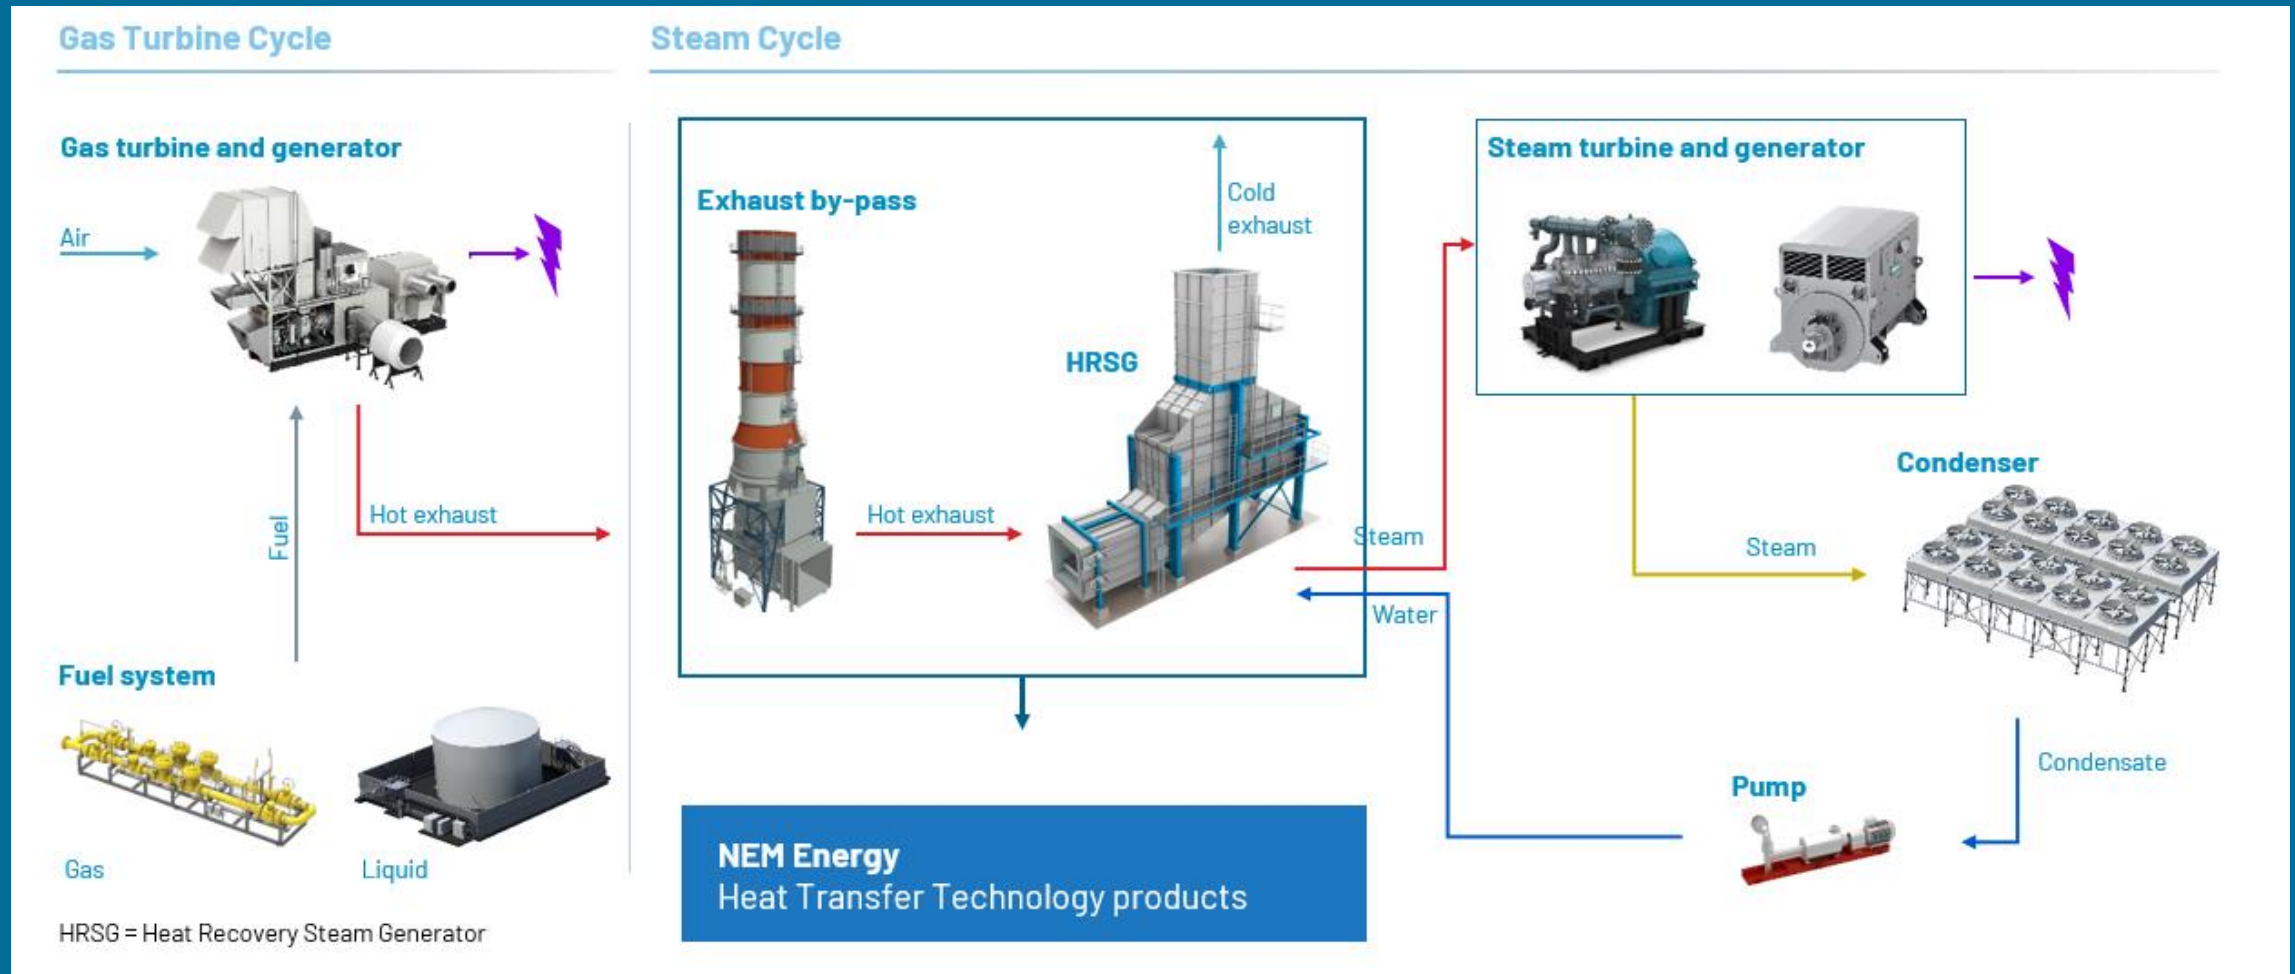 Gas Turbine Cycle
Steam Cycle
Gas turbine and generator
Air
Fuel
Hot exhaust
Fuel system
Gas
Liquid
HRSG = Heat Recovery Steam Generator
Exhaust by-pass
Hot exhaust
HRSG
Cold
exhaust
Steam
Water
Steam turbine and generator
Steam
Condenser
Condensate
Pump
NEM Energy
Heat Transfer Technology products